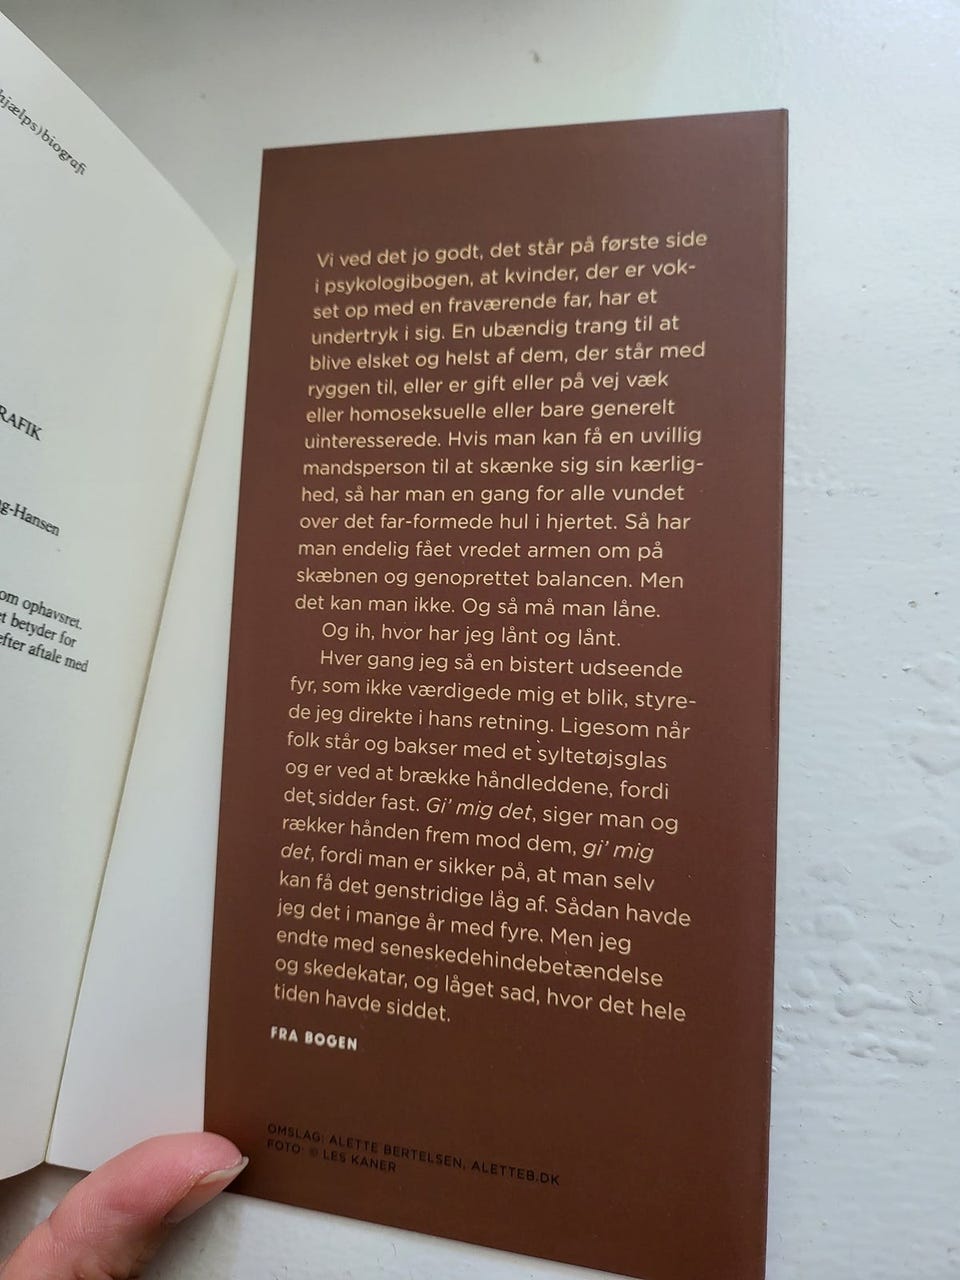 hjælps)biografi
RAFIK
g-Hansen
om ophavsret.
et betyder for
efter aftale med
Vi ved det jo godt, det står på første side
i psykologibogen, at kvinder, der er vok-
set op med en fraværende far, har et
undertryk i sig. En ubændig trang til at
blive elsket og helst af dem, der står med
ryggen til, eller er gift eller på vej væk
eller homoseksuelle eller bare generelt
uinteresserede. Hvis man kan få en uvillig
mandsperson til at skænke sig sin kærlig-
hed, så har man en gang for alle vundet
over det far-formede hul i hjertet. Så har
man endelig fået vredet armen om på
skæbnen og genoprettet balancen. Men
det kan man ikke. Og så må man låne.
Og ih, hvor har jeg lånt og lånt.
Hver gang jeg så en bistert udseende
fyr, som ikke værdigede mig et blik, styre-
de jeg direkte i hans retning. Ligesom når
folk står og bakser med et syltetøjsglas
og er ved at brække håndleddene, fordi
det sidder fast. Gi' mig det, siger man og
rækker hånden frem mod dem, gi' mig
det, fordi man er sikker på, at man selv
kan få det genstridige låg af. Sådan havde
jeg det i mange år med fyre. Men jeg
endte med seneskedehindebetændelse
og skedekatar, og låget sad, hvor det hele
tiden havde siddet.
FRA BOGEN
OMSLAG: ALETTE BERTELSEN, ALETTEB.DK
FOTO: © LES KANER